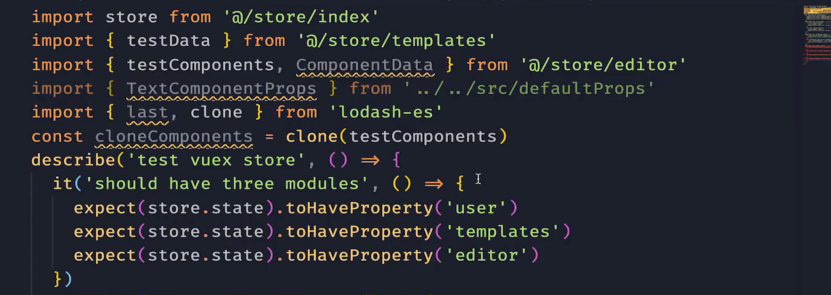 import store from '@/store/index'
import { testData } from '@/store/templates'
import { testComponents, ComponentData } from '@/store/editor'
import { TextComponentProps } from '../../src/defaultProps'
import { last, clone } from 'lodash-es'
const cloneComponents = clone(testComponents)
describe('test vuex store', () => {
  it('should have three modules', () => {
    expect(store.state).toHaveProperty('user')
    expect(store.state).toHaveProperty('templates')
    expect(store.state).toHaveProperty('editor')
  })